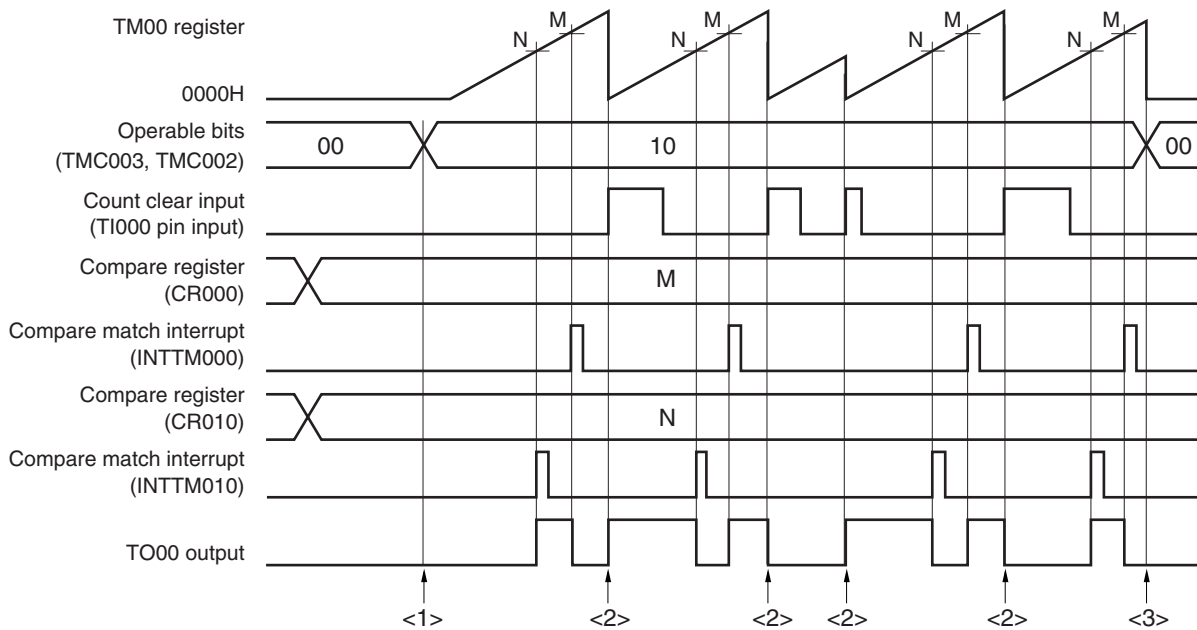 TM00 register
M
N
M
N
M
N
M
N
0000H
Operable bits
(TMC003, TMC002)
00
10
00
Count clear input
(TI000 pin input)
Compare register
(CR000)
M
Compare match interrupt
(INTTM000)
Compare register
(CR010)
N
Compare match interrupt
(INTTM010)
TO00 output
<1>
<2>
<2>
<2>
<2>
<3>